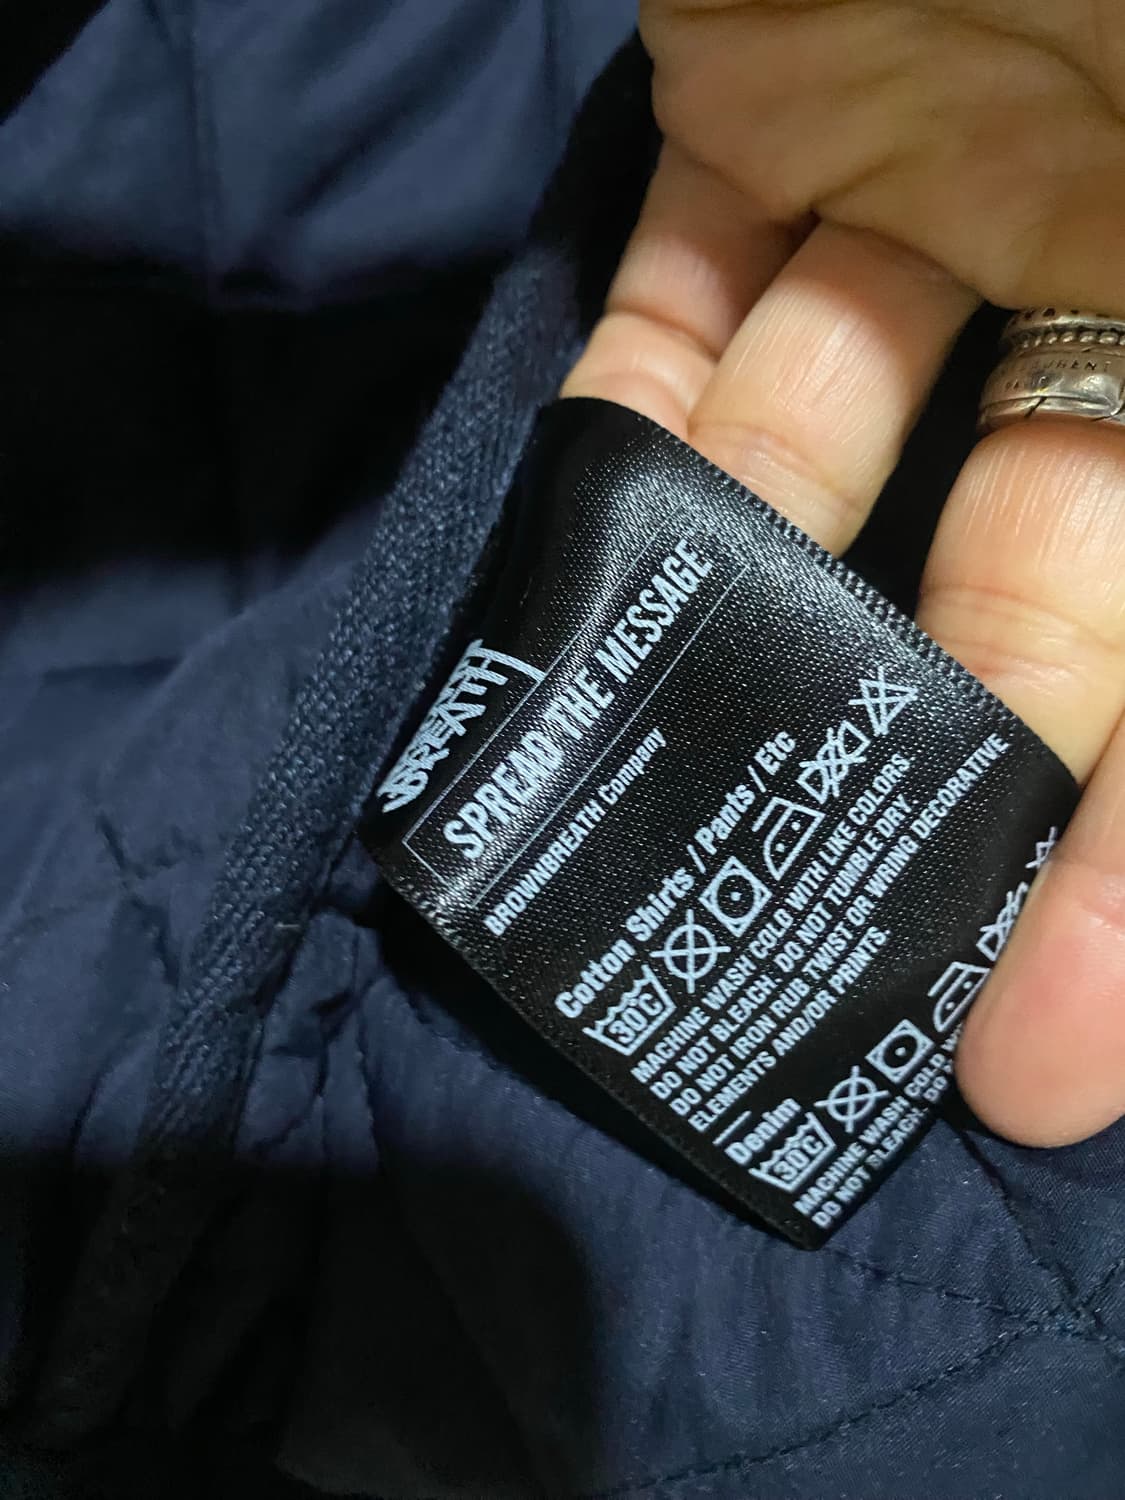 BREATH
SPREAD THE MESSAGE
BROWNBREATH Company
Cotton Shirts / Pants / Etc
30℃
MACHINE WASH COLD WITH LIKE COLORS
DO NOT BLEACH. DO NOT TUMBLE DRY.
DO NOT IRON RUB TWIST OR WRING DECORATIVE
ELEMENTS AND/OR PRINTS
Denim
30℃
MACHINE WASH COLD
DO NOT BLEACH. DO